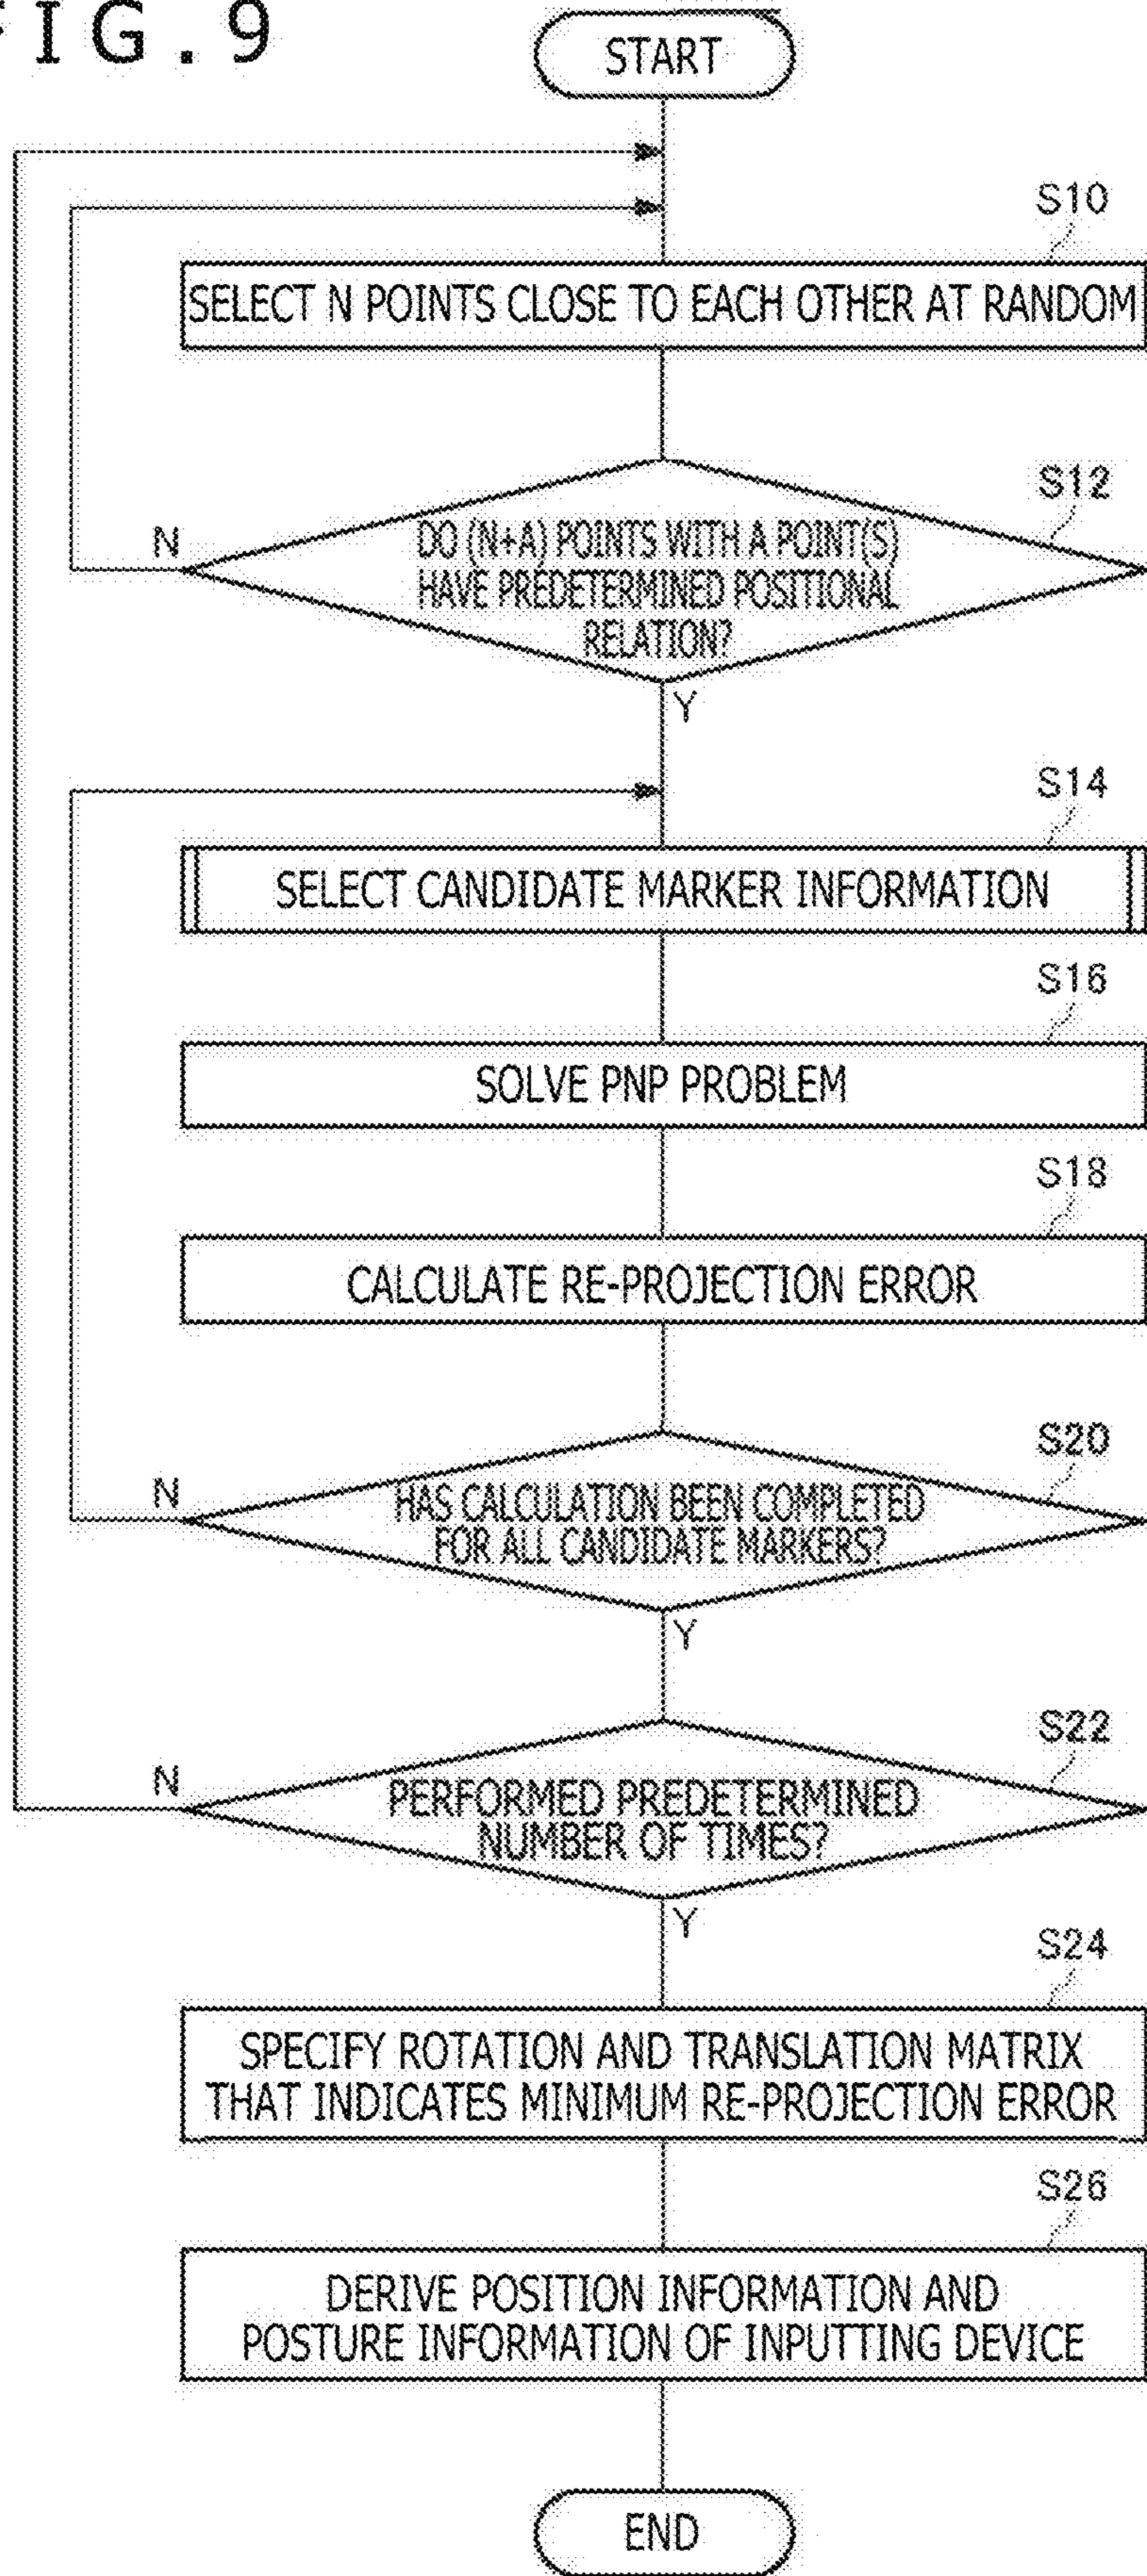 FIG.9
START
S10
SELECT N POINTS CLOSE TO EACH OTHER AT RANDOM
S12
N
DO (N+A) POINTS WITH A POINT(S)
HAVE PREDETERMINED POSITIONAL
RELATION?
Y
S14
SELECT CANDIDATE MARKER INFORMATION
S16
SOLVE PNP PROBLEM
S18
CALCULATE RE-PROJECTION ERROR
S20
N
HAS CALCULATION BEEN COMPLETED
FOR ALL CANDIDATE MARKERS?
Y
S22
N
PERFORMED PREDETERMINED
NUMBER OF TIMES?
Y
S24
SPECIFY ROTATION AND TRANSLATION MATRIX
THAT INDICATES MINIMUM RE-PROJECTION ERROR
S26
DERIVE POSITION INFORMATION AND
POSTURE INFORMATION OF INPUTTING DEVICE
END